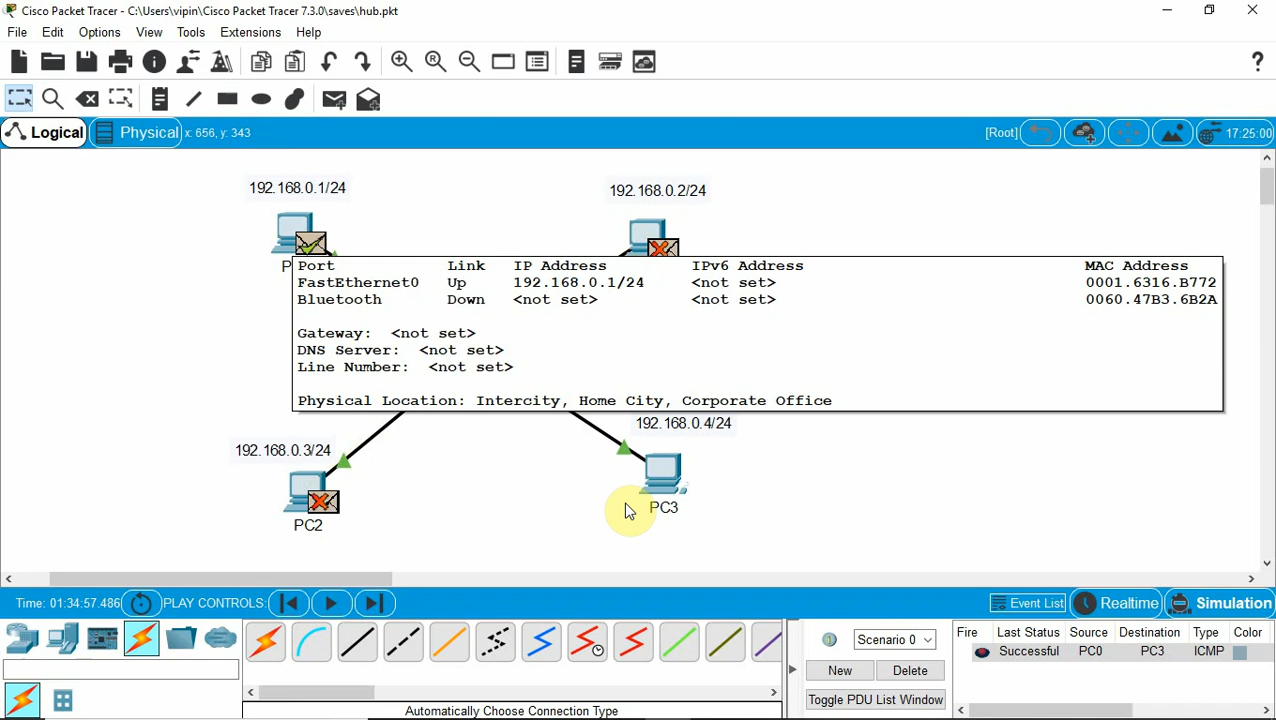 Cisco Packet Tracer - C:\Users\vipin\Cisco Packet Tracer 7.3.0\saves\hub.pkt
File Edit Options View Tools Extensions Help
Logical Physical x: 656, y: 343 [Root] 17:25:00
192.168.0.1/24 192.168.0.2/24
Port Link IP Address IPv6 Address MAC Address
FastEthernet0 Up 192.168.0.1/24 <not set> 0001.6316.B772
Bluetooth Down <not set> <not set> 0060.47B3.6B2A
Gateway: <not set>
DNS Server: <not set>
Line Number: <not set>
Physical Location: Intercity, Home City, Corporate Office
192.168.0.4/24
192.168.0.3/24
PC3
PC2
Time: 01:34:57.486 PLAY CONTROLS: Event List Realtime Simulation
Scenario 0
New Delete
Toggle PDU List Window
Fire Last Status Source Destination Type Color
Successful PC0 PC3 ICMP
Automatically Choose Connection Type